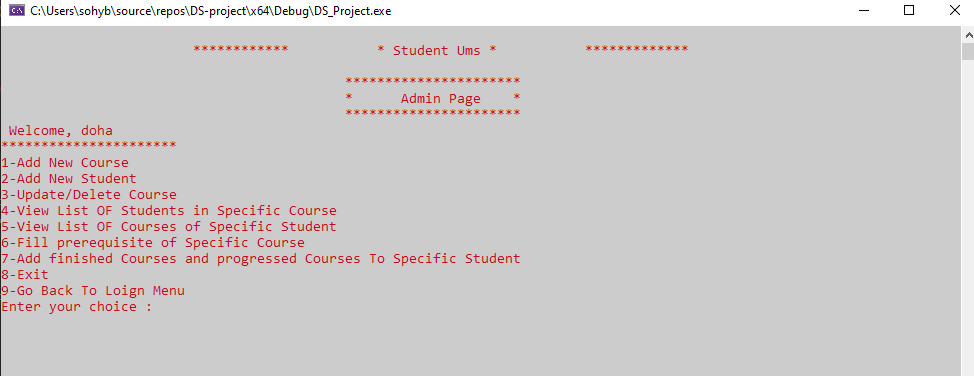 C:\Users\sohyb\source\repos\DS-project\x64\Debug\DS_Project.exe
************ * Student Ums * *************
**********************
* Admin Page *
**********************
Welcome, doha
**********************
1-Add New Course
2-Add New Student
3-Update/Delete Course
4-View List OF Students in Specific Course
5-View List OF Courses of Specific Student
6-Fill prerequisite of Specific Course
7-Add finished Courses and progressed Courses To Specific Student
8-Exit
9-Go Back To Loign Menu
Enter your choice :